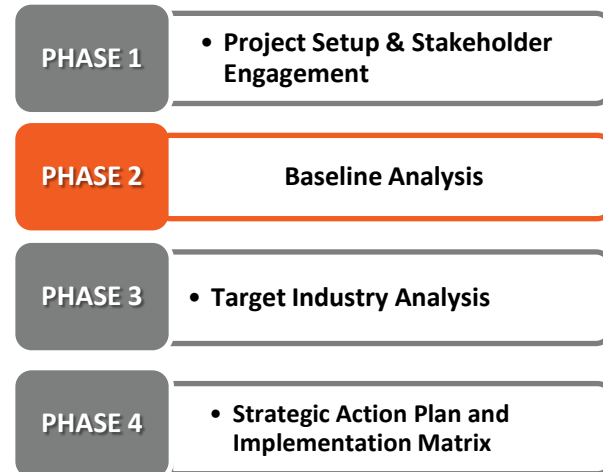 PHASE 1
• Project Setup & Stakeholder
Engagement
PHASE 2
Baseline Analysis
PHASE 3
• Target Industry Analysis
PHASE 4
• Strategic Action Plan and
Implementation Matrix